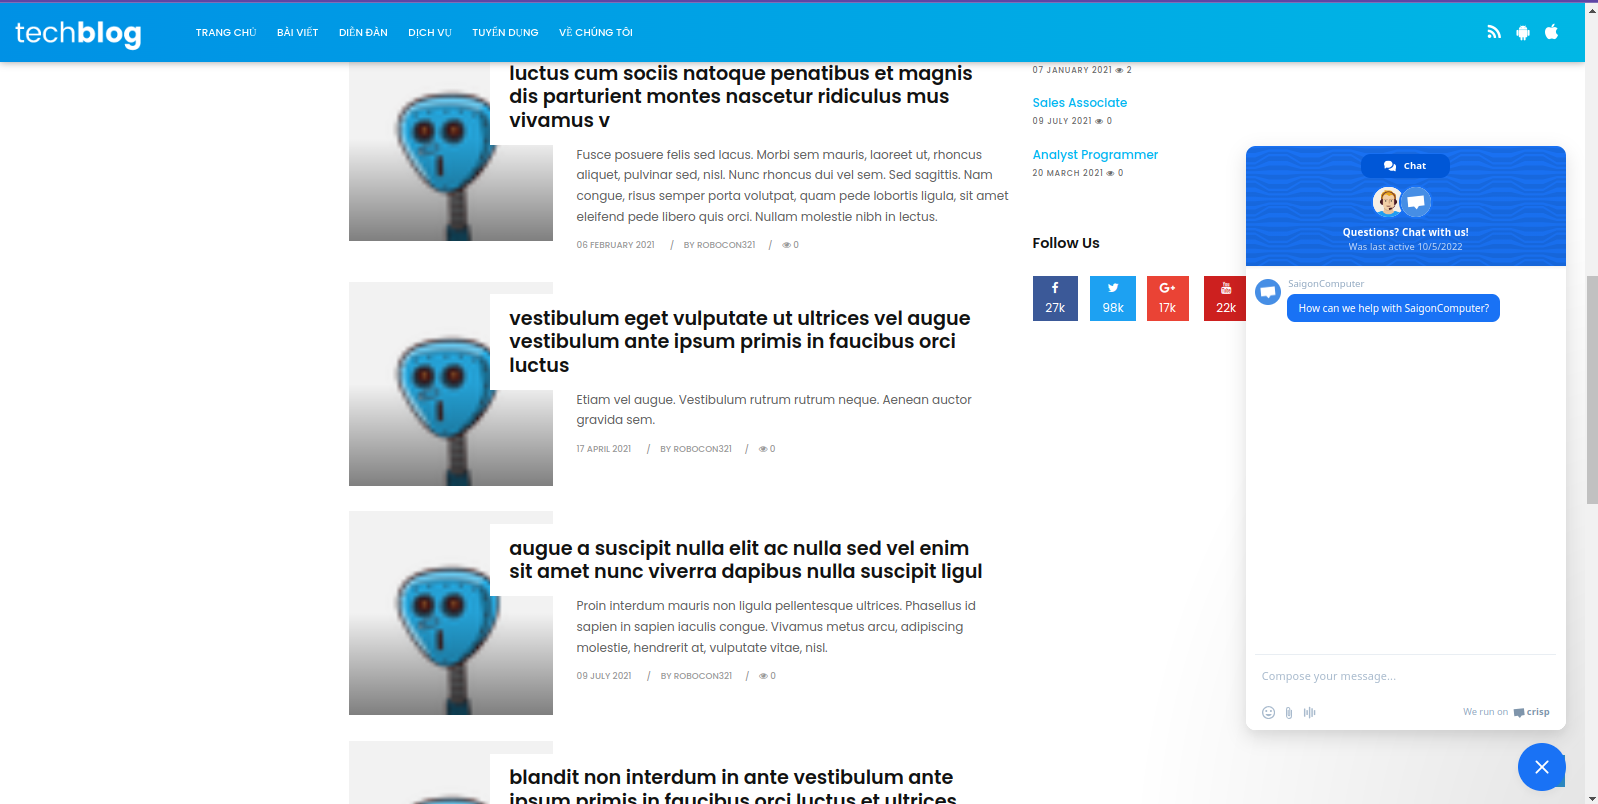 techblog
TRANG CHỦ
BÀI VIẾT
DIỄN ĐÀN
DỊCH VỤ
TUYỂN DỤNG
VỀ CHÚNG TÔI
luctus cum sociis natoque penatibus et magnis
dis parturient montes nascetur ridiculus mus
vivamus v
Fusce posuere felis sed lacus. Morbi sem mauris, laoreet ut, rhoncus
aliquet, pulvinar sed, nisl. Nunc rhoncus dui vel sem. Sed sagittis. Nam
congue, risus semper porta volutpat, quam pede lobortis ligula, sit amet
eleifend pede libero quis orci. Nullam molestie nibh in lectus.
06 FEBRUARY 2021 / BY ROBOCON321 / 0
vestibulum eget vulputate ut ultrices vel augue
vestibulum ante ipsum primis in faucibus orci
luctus
Etiam vel augue. Vestibulum rutrum rutrum neque. Aenean auctor
gravida sem.
17 APRIL 2021 / BY ROBOCON321 / 0
augue a suscipit nulla elit ac nulla sed vel enim
sit amet nunc viverra dapibus nulla suscipit ligul
Proin interdum mauris non ligula pellentesque ultrices. Phasellus id
sapien in sapien iaculis congue. Vivamus metus arcu, adipiscing
molestie, hendrerit at, vulputate vitae, nisl.
09 JULY 2021 / BY ROBOCON321 / 0
blandit non interdum in ante vestibulum ante
ipsum primis in faucibus orci luctus et ultrices
07 JANUARY 2021 2
Sales Associate
09 JULY 2021 0
Analyst Programmer
20 MARCH 2021 0
Follow Us
27k
98k
17k
22k
Chat
Questions? Chat with us!
Was last active 10/5/2022
SaigonComputer
How can we help with SaigonComputer?
Compose your message...
We run on crisp